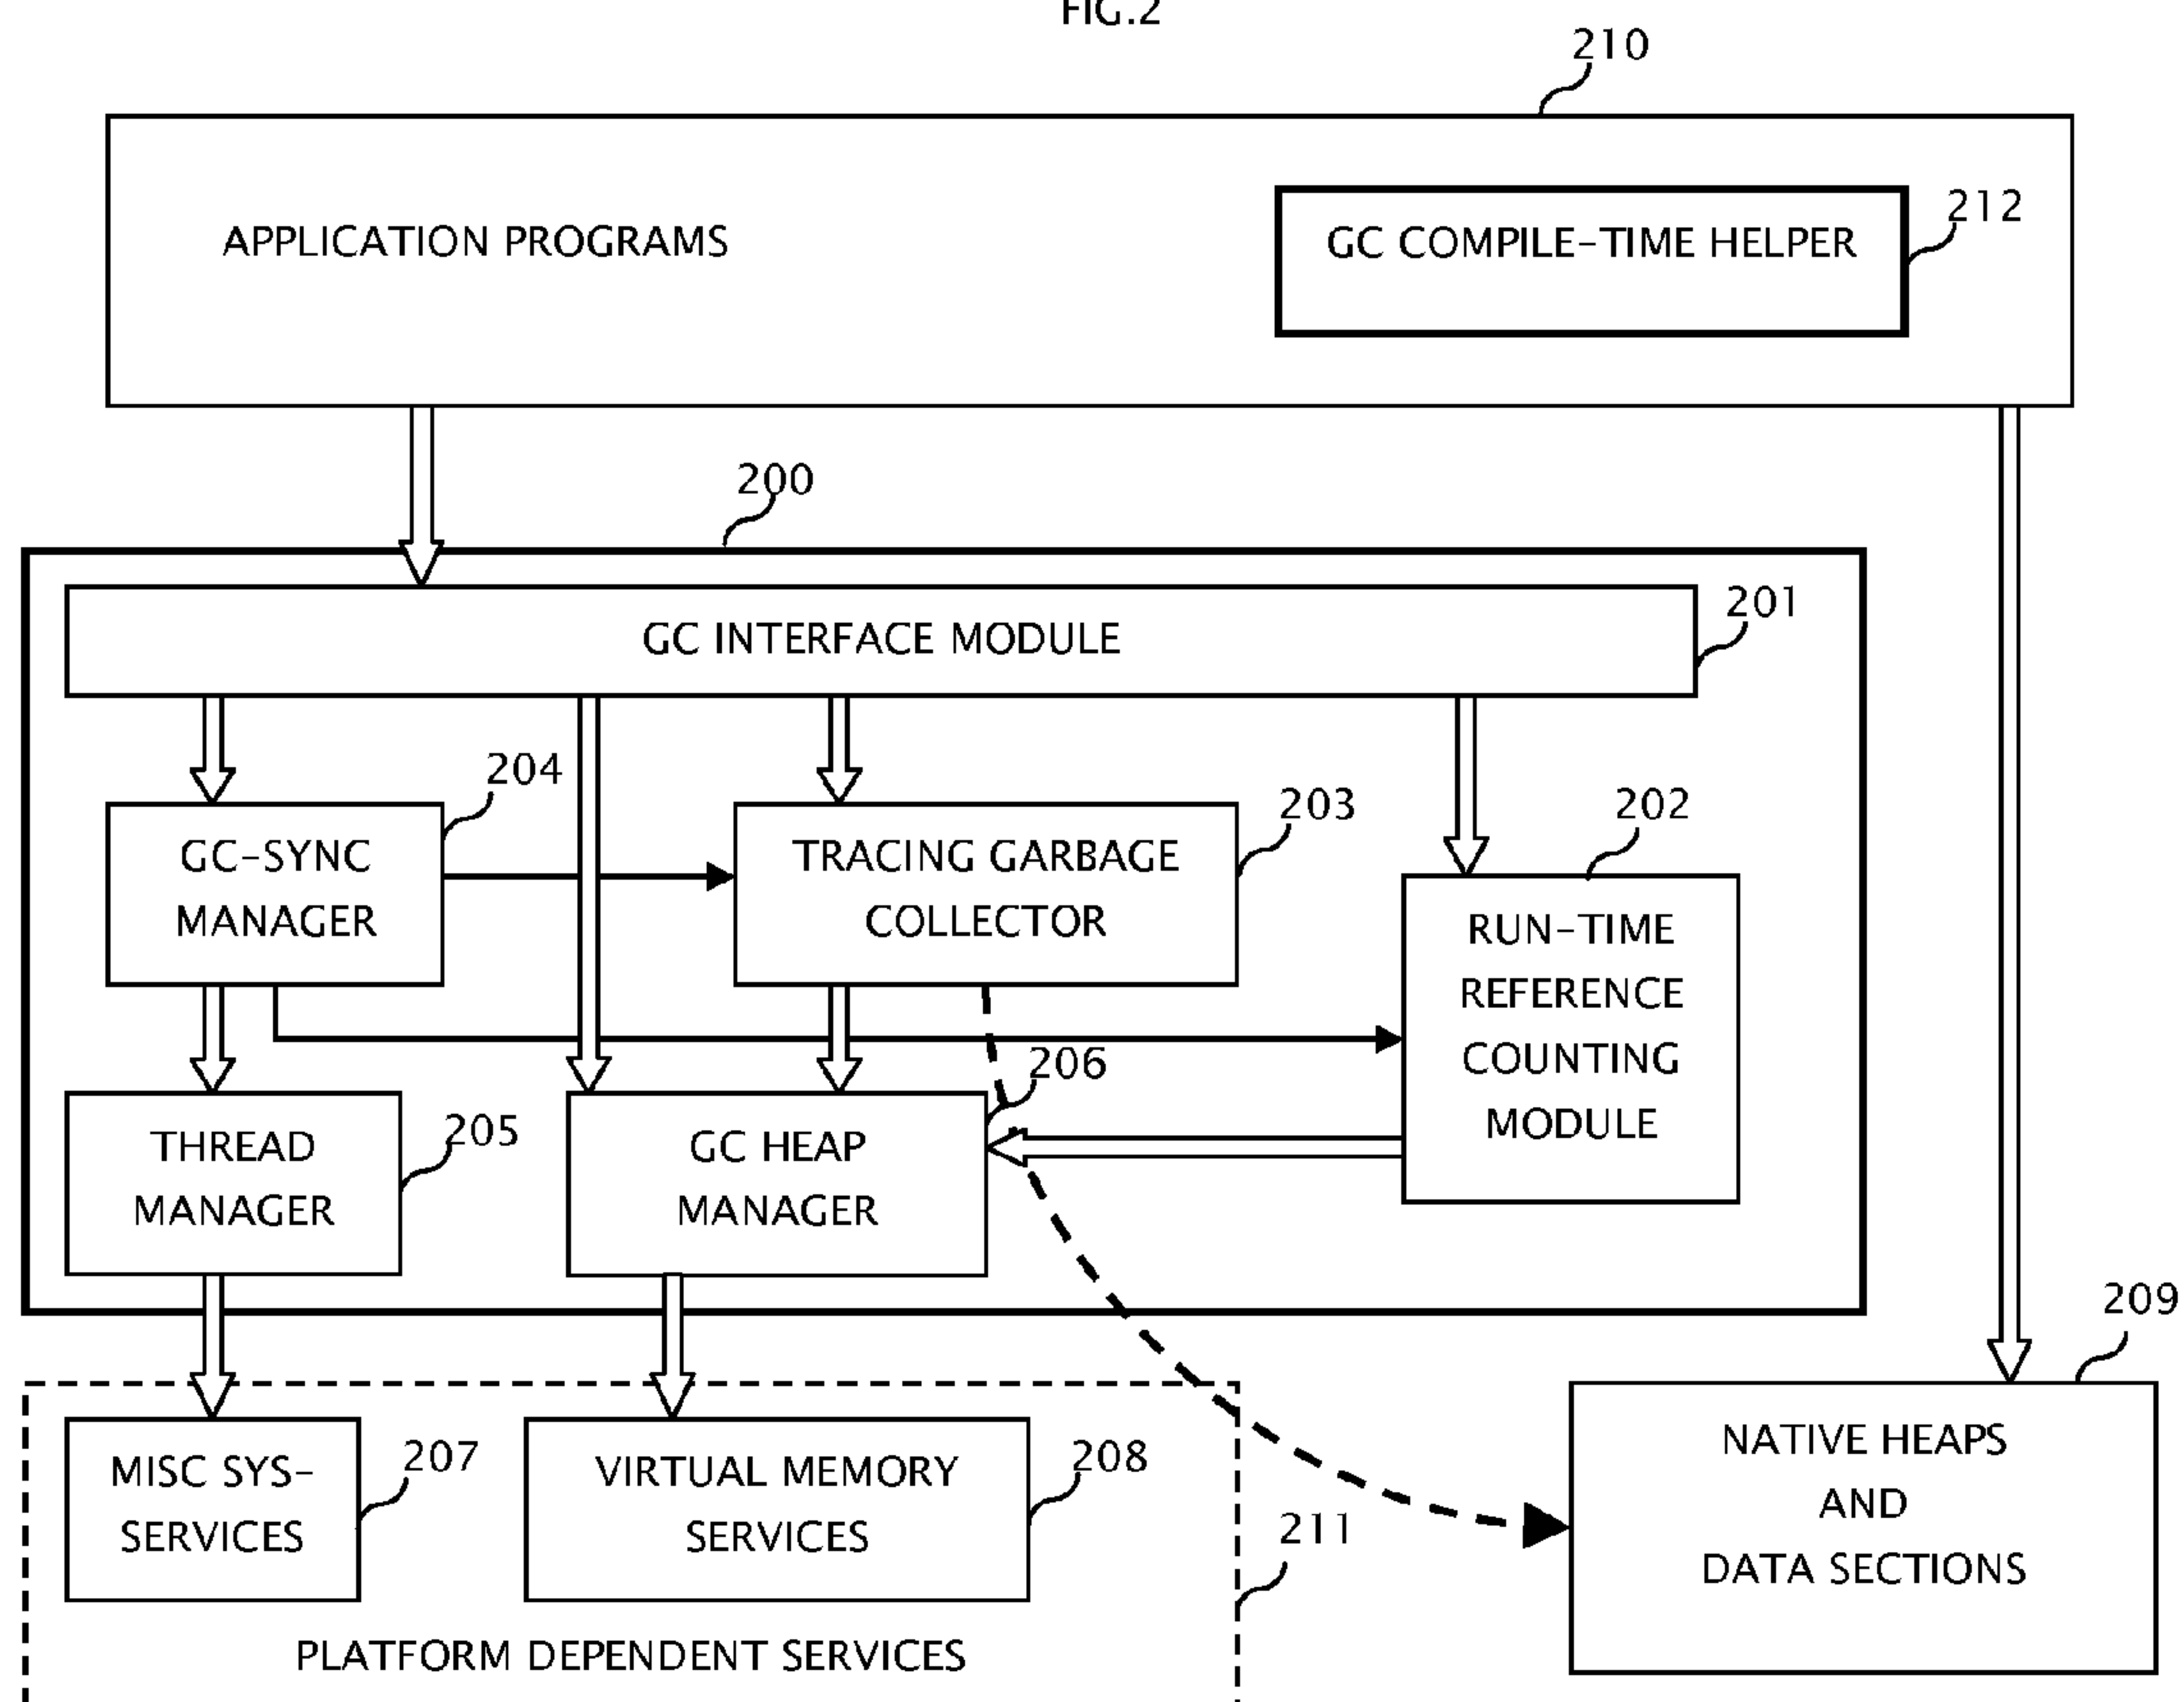 FIG.2
210
212
APPLICATION PROGRAMS
GC COMPILE-TIME HELPER
200
201
GC INTERFACE MODULE
204
203
202
GC-SYNC
MANAGER
TRACING GARBAGE
COLLECTOR
RUN-TIME
REFERENCE
COUNTING
MODULE
206
205
THREAD
MANAGER
GC HEAP
MANAGER
209
207
208
MISC SYS-
SERVICES
VIRTUAL MEMORY
SERVICES
211
NATIVE HEAPS
AND
DATA SECTIONS
PLATFORM DEPENDENT SERVICES